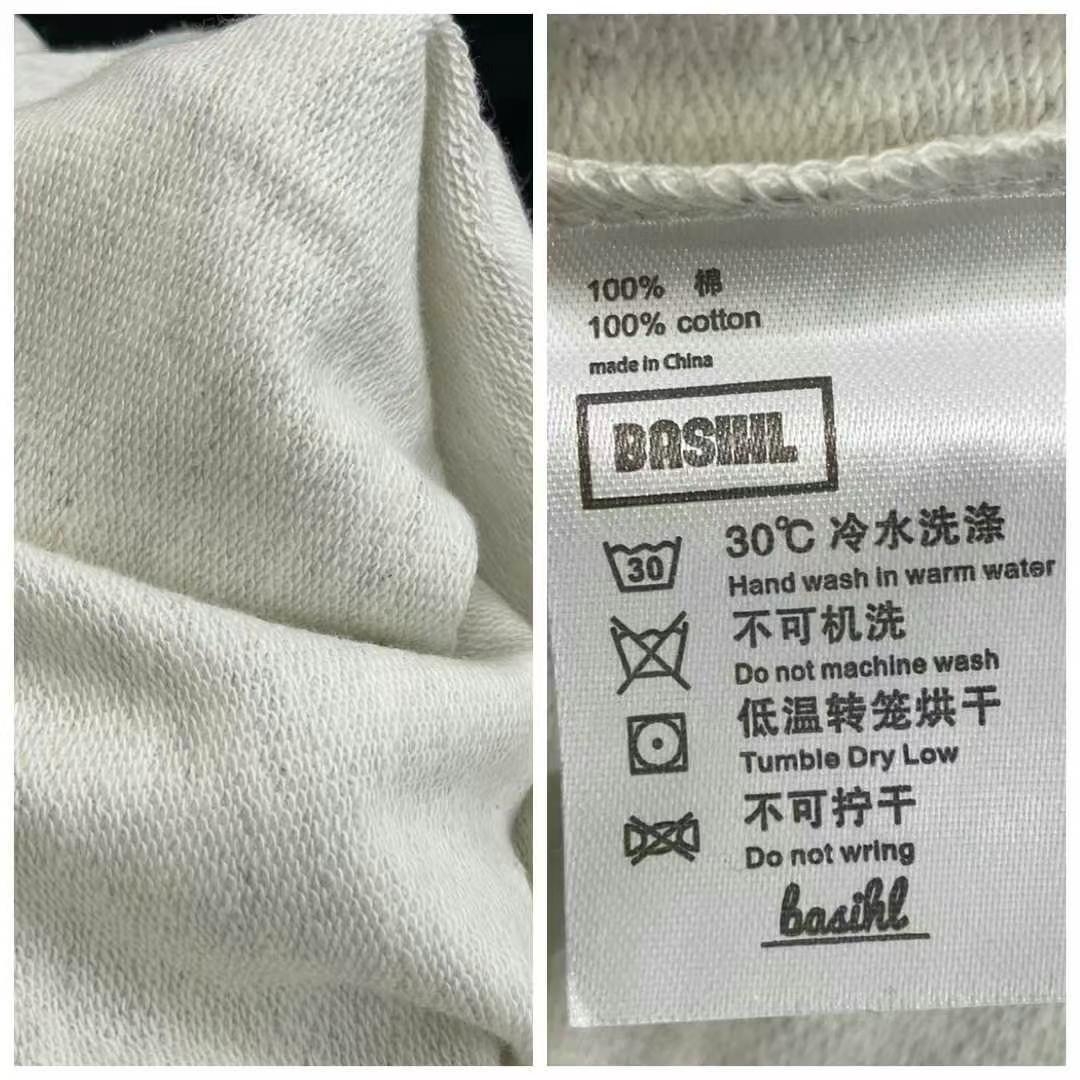 100% 棉
100% cotton
made in China
BASIHL
30
30℃ 冷水洗涤
Hand wash in warm water
不可机洗
Do not machine wash
低温转笼烘干
Tumble Dry Low
不可拧干
Do not wring
basihl